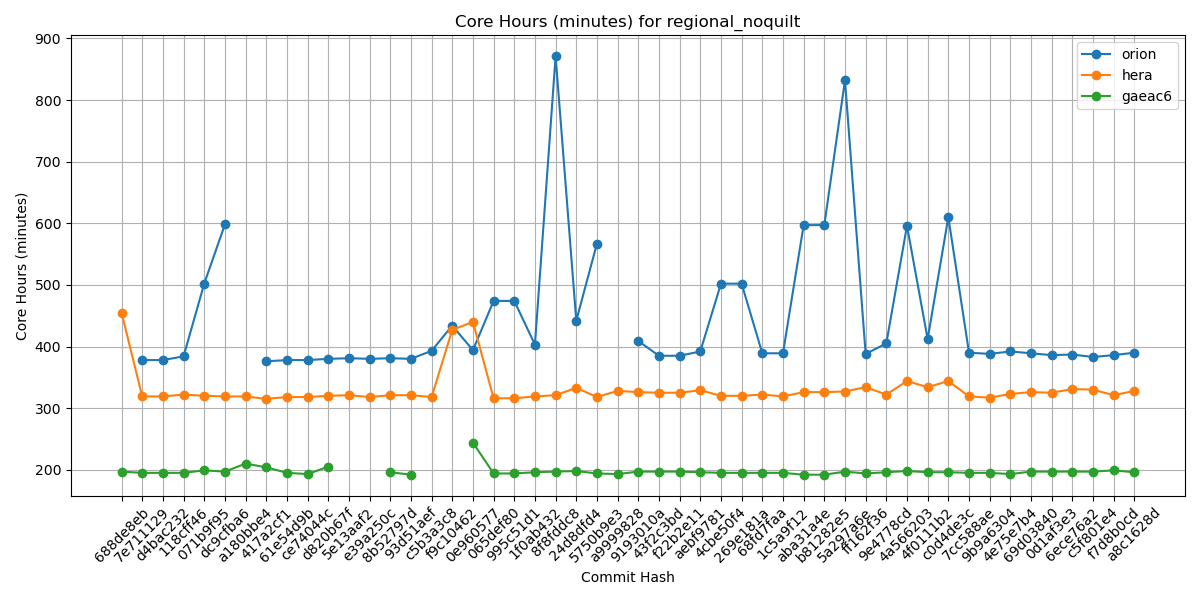 Core Hours (minutes) for regional_noquilt
orion
hera
gaeac6
Core Hours (minutes)
900
800
700
600
500
400
300
200
688de8eb
7e711129
d4bac232
118cff46
071b9f95
dc9cfba6
a180bbe4
417a2cf1
61e54d9b
ce74044c
d820b67f
5e13aaf2
e39a250c
8b52797d
93d51aef
c5b3a3c8
f9c10462
0e960577
065def80
995c51d1
1f0ab432
8f8fddc8
24d8dfd4
5750b9e3
a9999828
9193010a
43f253bd
f22b2e11
aebf9781
4cbe50f4
269e181a
68fd7faa
1c5a9f12
aba31a4e
b81282e5
5a297a6e
ff162f36
9e4778cd
4a566203
4f011b2
c0d4de3c
7cc588ae
9b9a6304
4e75e7b4
69d03840
0d1af3e3
6ece76a2
c5f801e4
f7d8b0cd
a8c1628d
Commit Hash